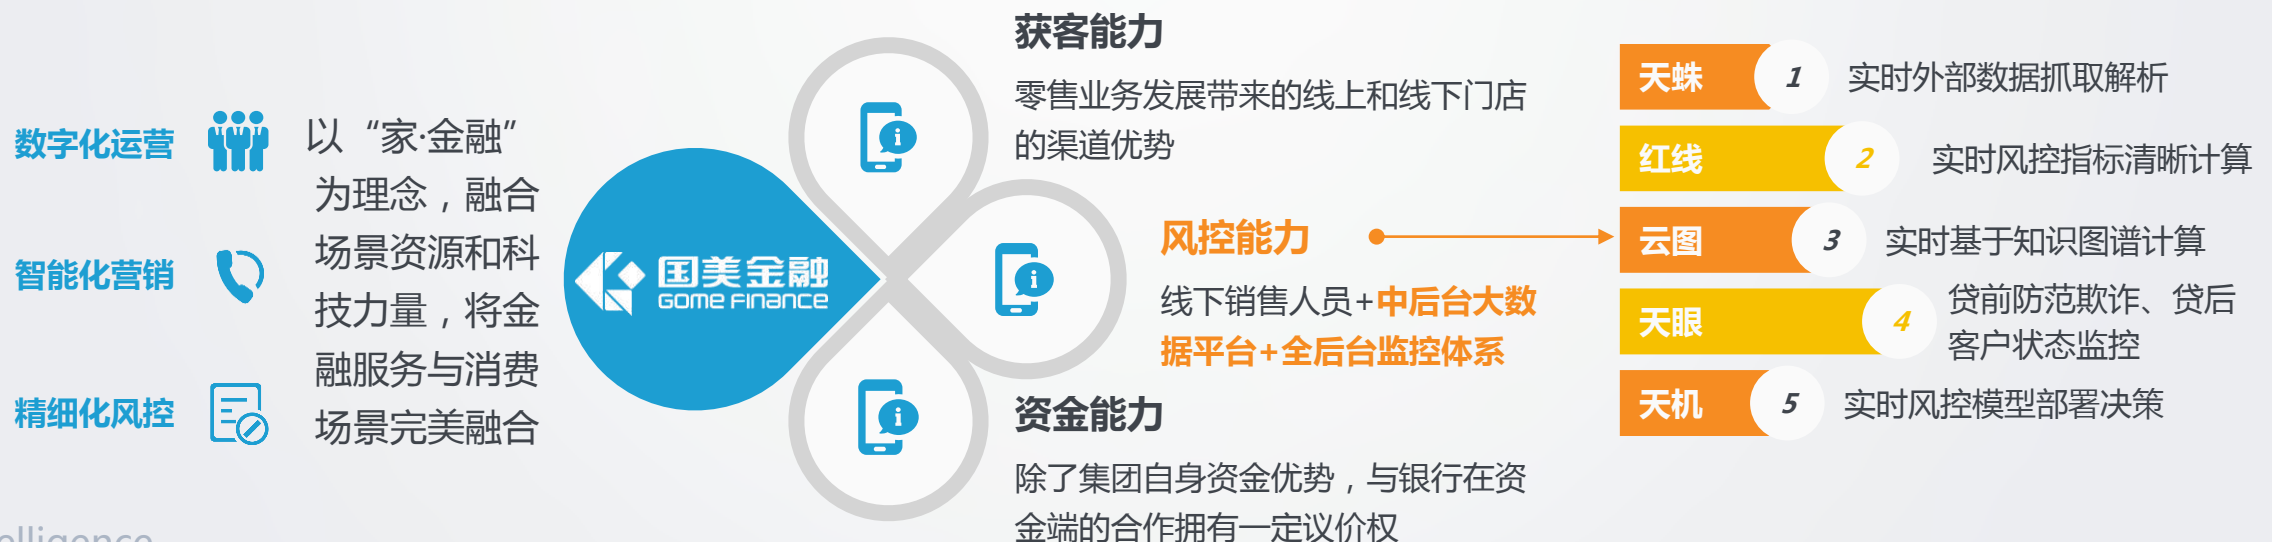 数字化运营
智能化营销
精细化风控
以“家·金融”
为理念，融合
场景资源和科
技力量，将金
融服务与消费
场景完美融合
国美金融
GOME FINANCE
获客能力
零售业务发展带来的线上和线下门店
的渠道优势
风控能力
线下销售人员+中后台大数
据平台+全后台监控体系
资金能力
除了集团自身资金优势，与银行在资
金端的合作拥有一定议价权
天蛛 1 实时外部数据抓取解析
红线 2 实时风控指标清晰计算
云图 3 实时基于知识图谱计算
天眼 4 贷前防范欺诈、贷后
客户状态监控
天机 5 实时风控模型部署决策